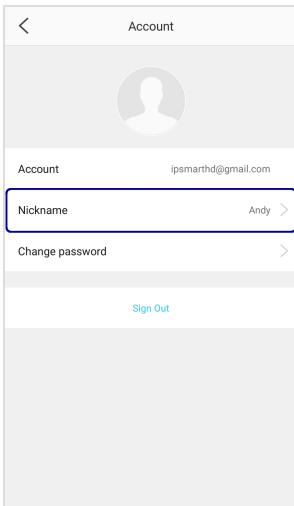 Account
Account ipsmarthd@gmail.com
Nickname Andy
Change password
Sign Out